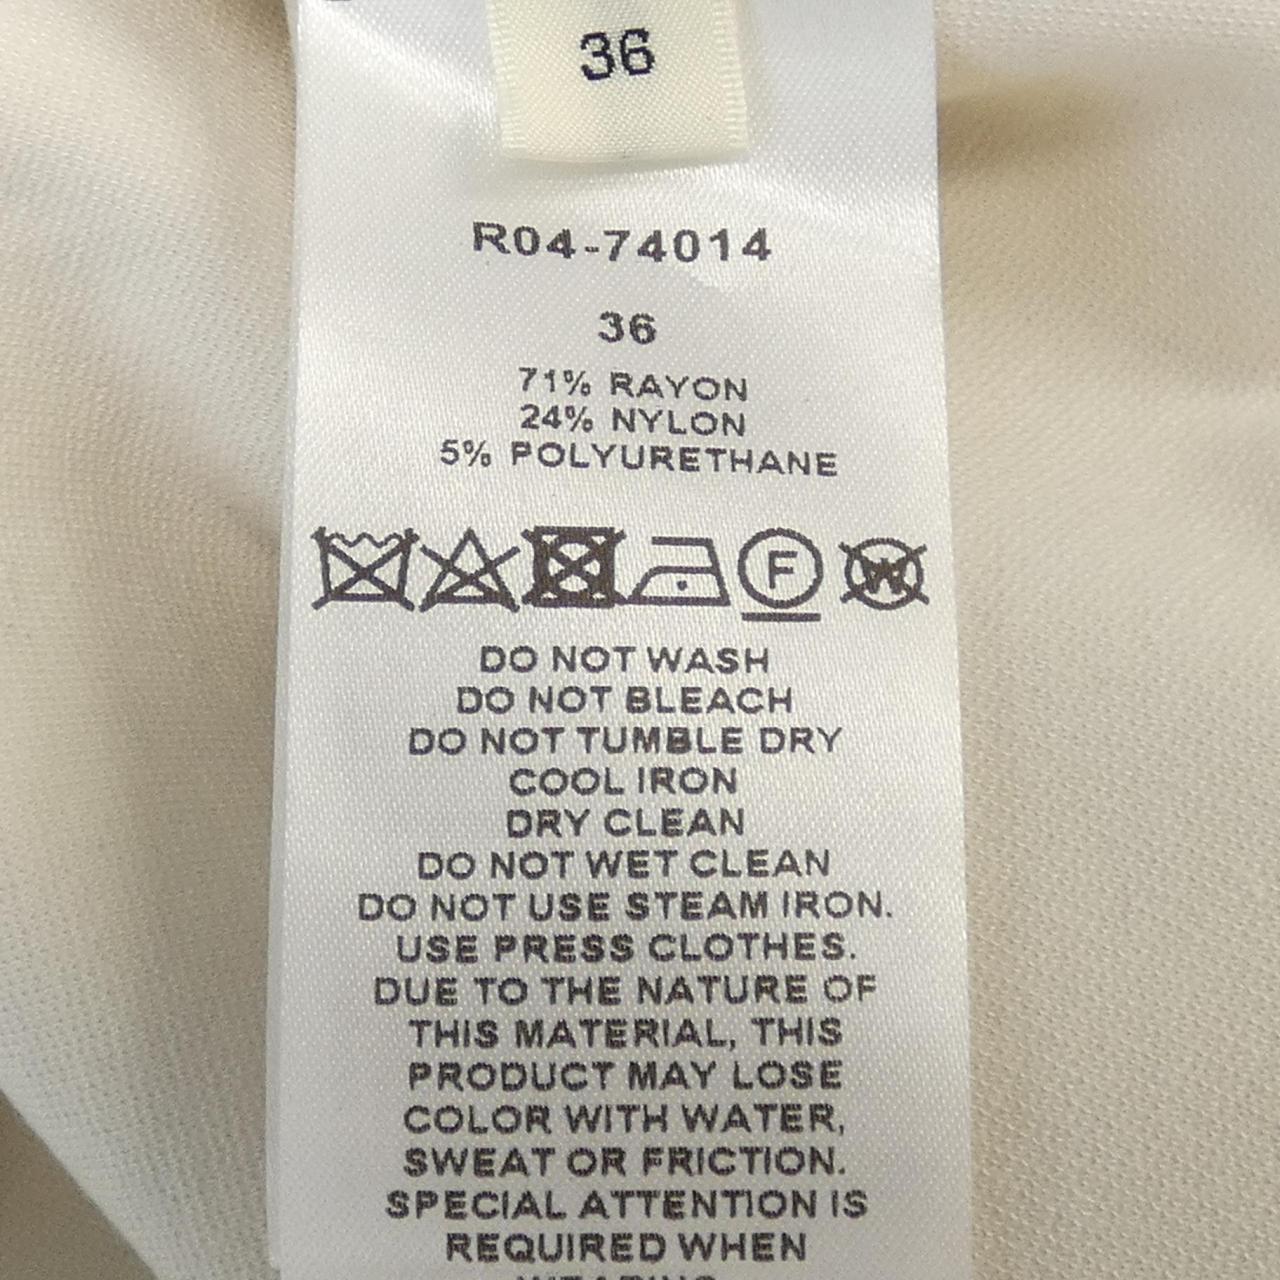 36
R04-74014
36
71% RAYON
24% NYLON
5% POLYURETHANE
F W
DO NOT WASH
DO NOT BLEACH
DO NOT TUMBLE DRY
COOL IRON
DRY CLEAN
DO NOT WET CLEAN
DO NOT USE STEAM IRON.
USE PRESS CLOTHES.
DUE TO THE NATURE OF
THIS MATERIAL, THIS
PRODUCT MAY LOSE
COLOR WITH WATER,
SWEAT OR FRICTION.
SPECIAL ATTENTION IS
REQUIRED WHEN